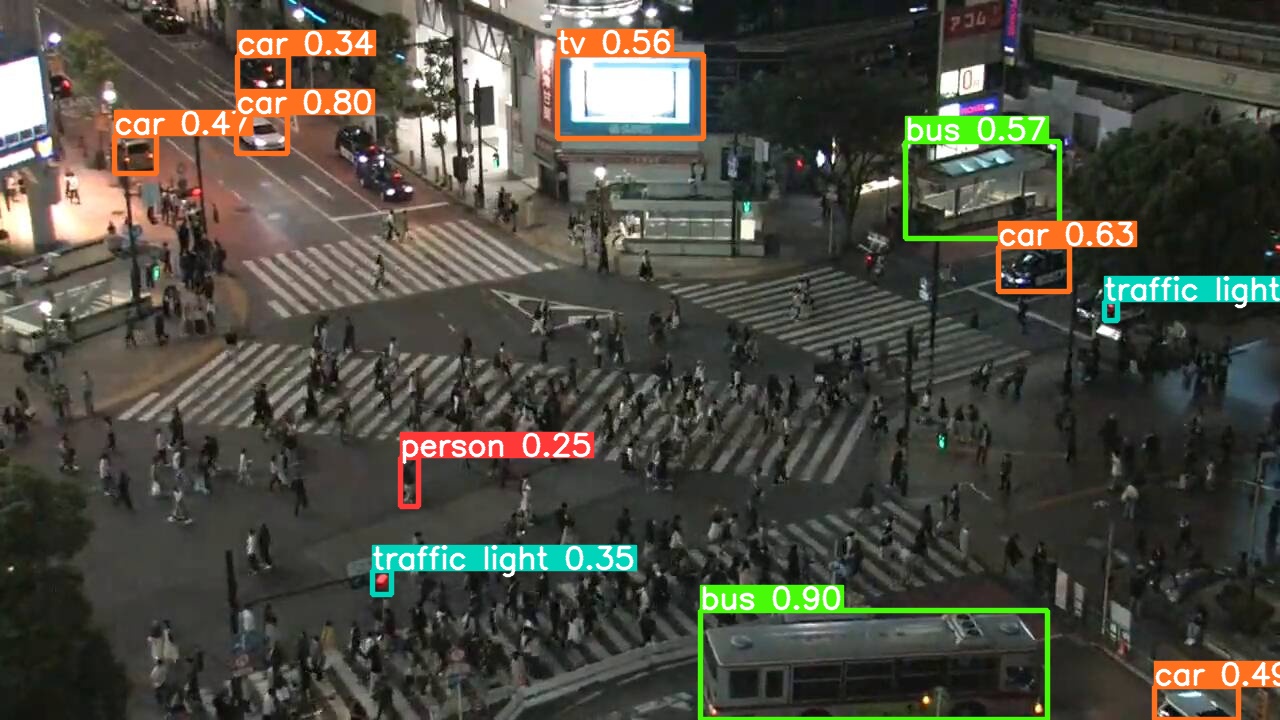 car 0.34
tv 0.56
アコム
car 0.80
0
car 0.47
bus 0.57
car 0.63
traffic light
person 0.25
traffic light 0.35
bus 0.90
car 0.49